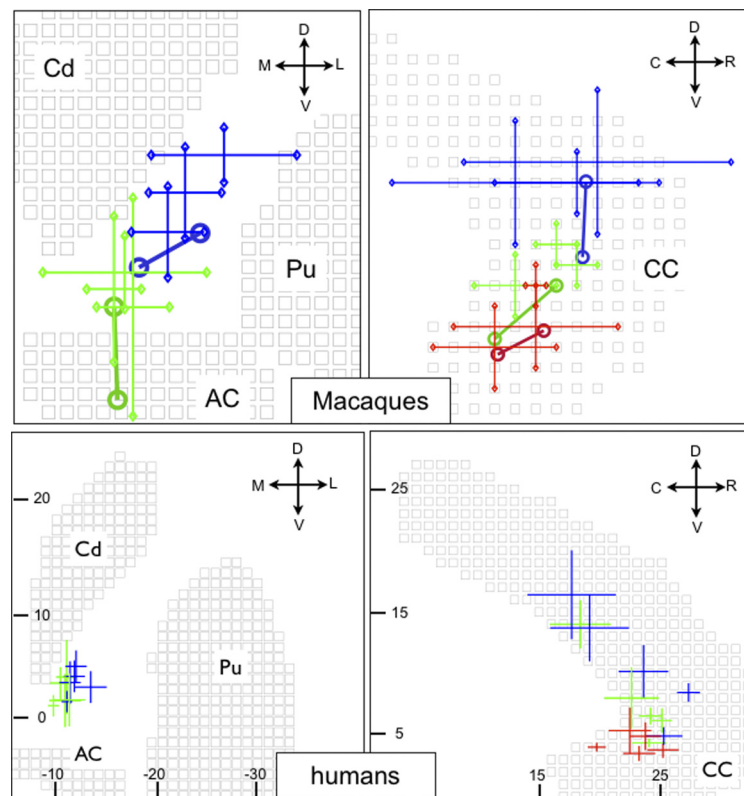 D
M L
V
Cd
Pu
AC
D
C R
V
CC
Macaques
D
M L
V
20
Cd
10
Pu
0
AC
-10 -20 -30
D
C R
V
25
15
5
15 25
CC
humans